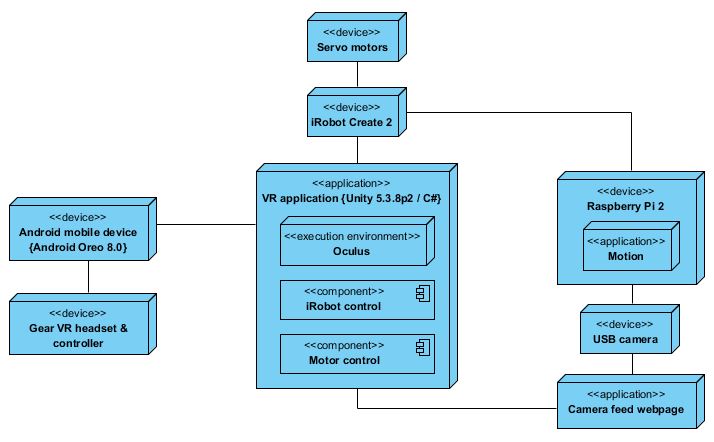 <<device>>
Servo motors
<<device>>
iRobot Create 2
<<application>>
VR application {Unity 5.3.8p2 / C#}
<<execution environment>>
Oculus
<<component>>
iRobot control
<<component>>
Motor control
<<device>>
Android mobile device
{Android Oreo 8.0}
<<device>>
Gear VR headset &
controller
<<device>>
Raspberry Pi 2
<<application>>
Motion
<<device>>
USB camera
<<application>>
Camera feed webpage